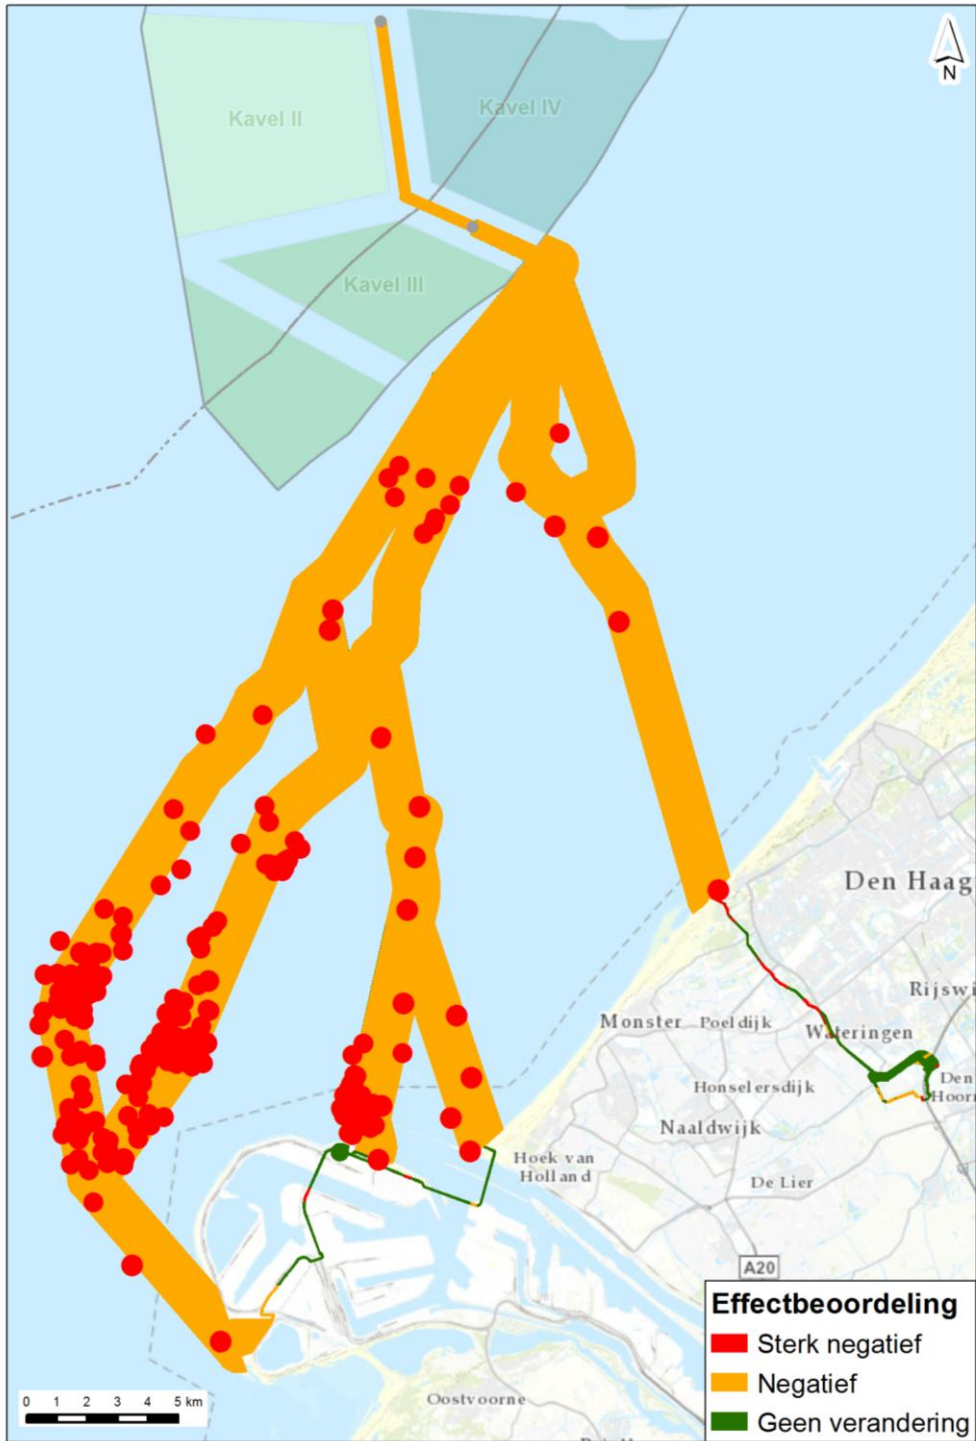 N
Kavel II
Kavel IV
Kavel III
Den Haag
Rijswi
Monster
Poeldijk
Wateringen
Den
Hoorn
Honselersdijk
Naaldwijk
Hoek van
Holland
De Lier
A20
Effectbeoordeling
Sterk negatief
Negatief
Geen verandering
0 1 2 3 4 5 km
Oostvoorne